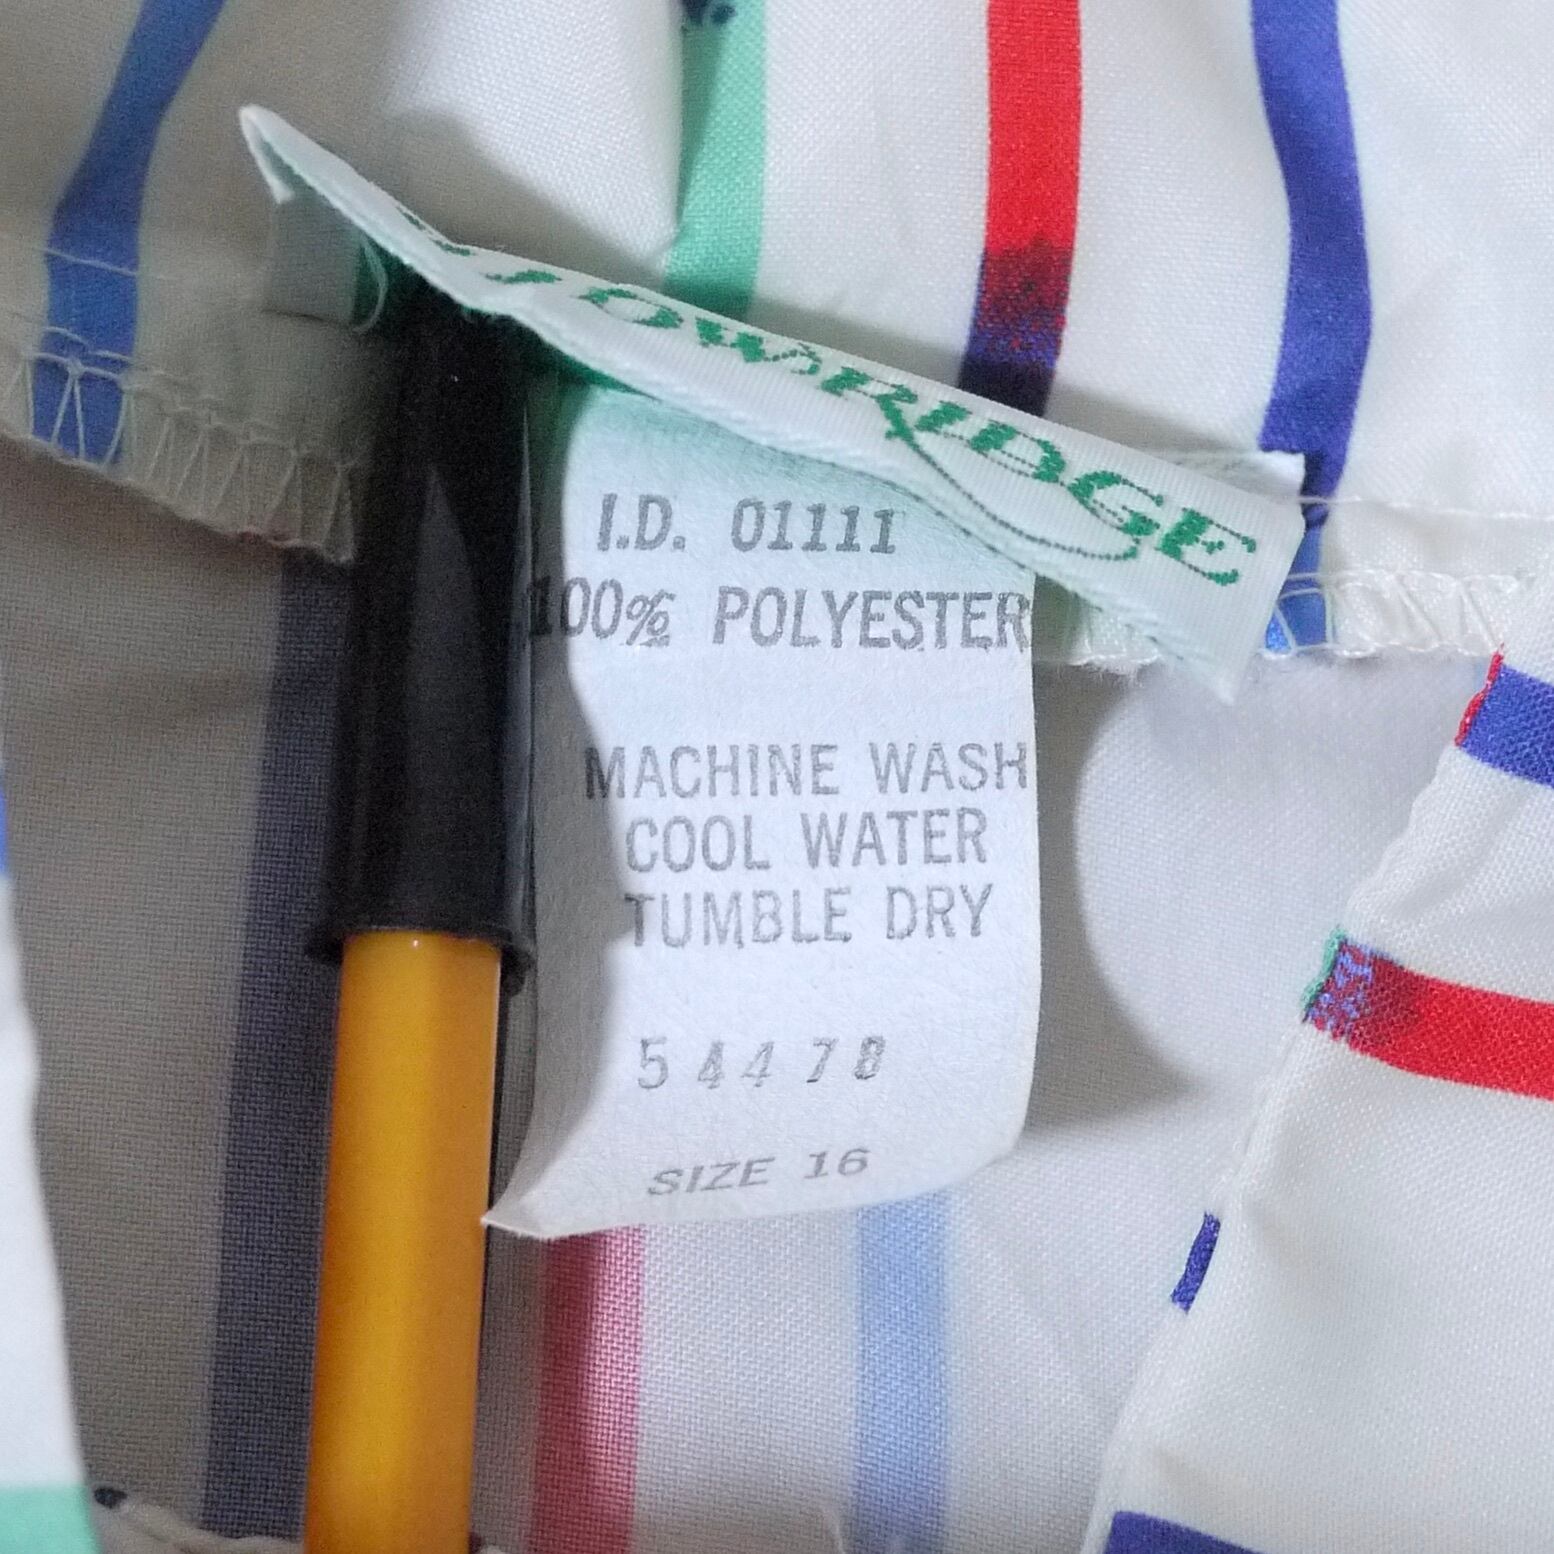 I.D. 01111
100% POLYESTER
MACHINE WASH
COOL WATER
TUMBLE DRY
54478
SIZE 16